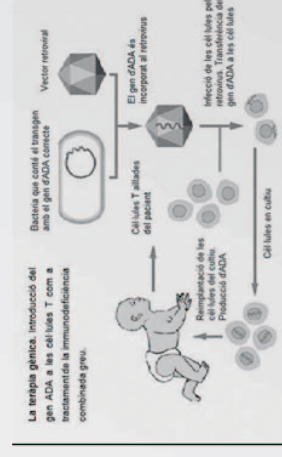 La teràpia gènica. Introducció del
gen ADA a les cèl·lules T com a
tractament de la immunodeficiència
combinada greu.
Bacteria que conté el transgen
amb el gen d'ADA correcte
Vector retroviral
El gen d'ADA és
incorporat al retrovirus
Cèl·lules T aïllades
del pacient
Infecció de les cèl·lules pel
retrovirus. Transferència del
gen d'ADA a les cèl·lules
Cèl·lules en cultiu
Reimplantació de les
cèl·lules del cultiu.
Producció d'ADA